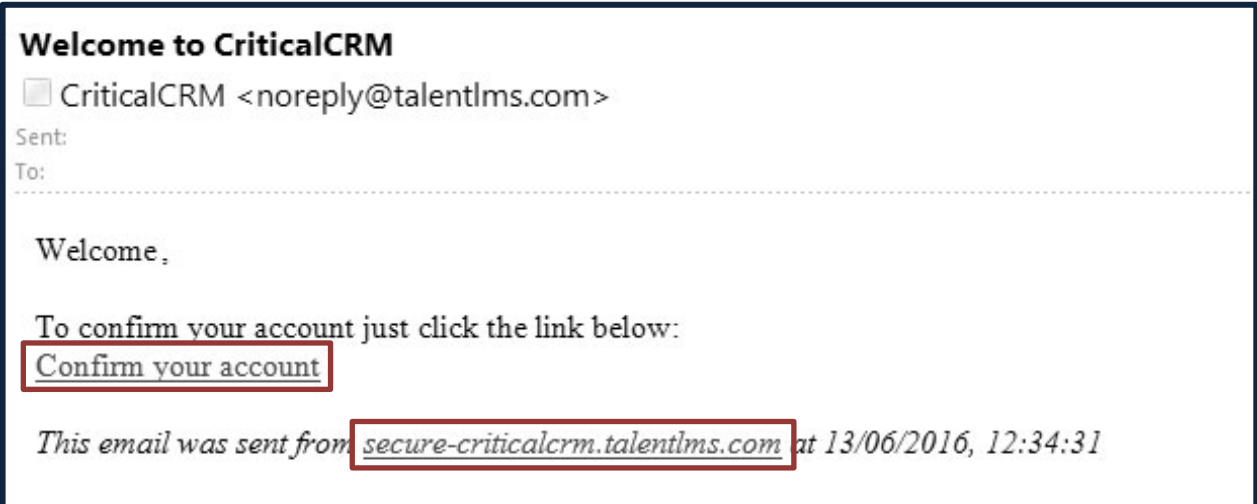 Welcome to CriticalCRM
CriticalCRM <noreply@talentlms.com>
Sent:
To:
Welcome,
To confirm your account just click the link below:
Confirm your account
This email was sent from secure-criticalcrm.talentlms.com at 13/06/2016, 12:34:31